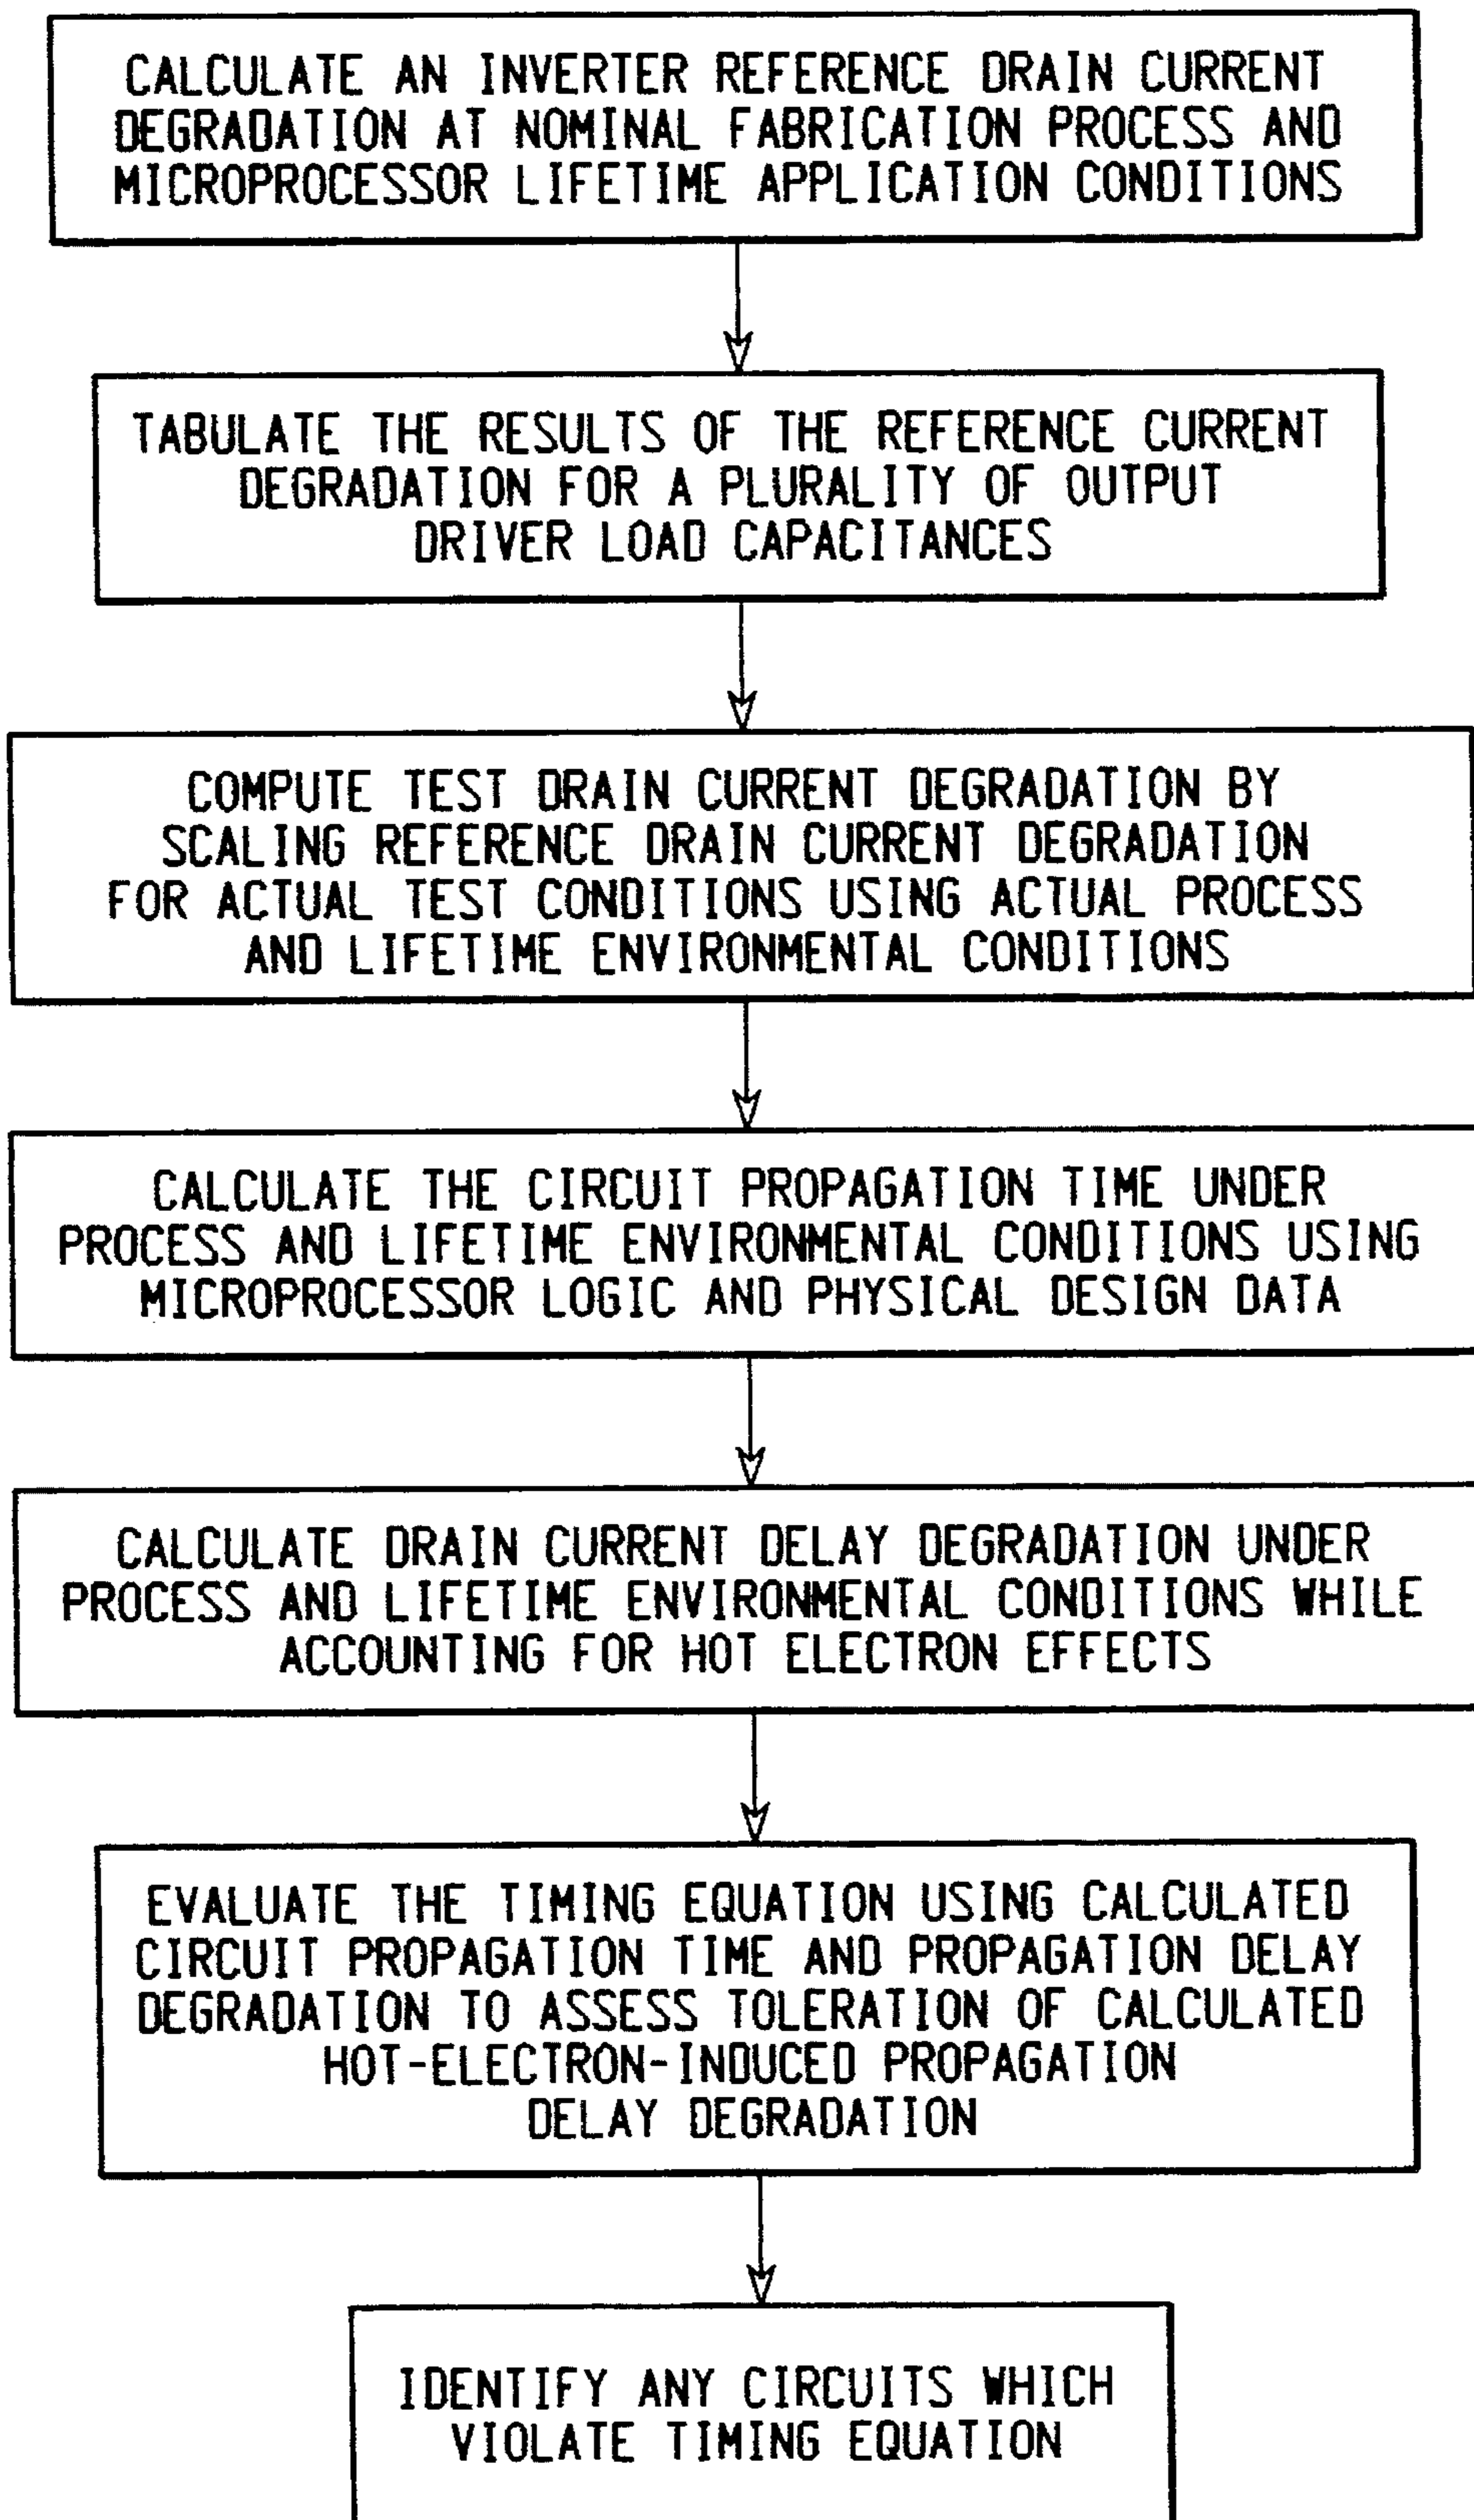 CALCULATE AN INVERTER REFERENCE DRAIN CURRENT
DEGRADATION AT NOMINAL FABRICATION PROCESS AND
MICROPROCESSOR LIFETIME APPLICATION CONDITIONS
TABULATE THE RESULTS OF THE REFERENCE CURRENT
DEGRADATION FOR A PLURALITY OF OUTPUT
DRIVER LOAD CAPACITANCES
COMPUTE TEST DRAIN CURRENT DEGRADATION BY
SCALING REFERENCE DRAIN CURRENT DEGRADATION
FOR ACTUAL TEST CONDITIONS USING ACTUAL PROCESS
AND LIFETIME ENVIRONMENTAL CONDITIONS
CALCULATE THE CIRCUIT PROPAGATION TIME UNDER
PROCESS AND LIFETIME ENVIRONMENTAL CONDITIONS USING
MICROPROCESSOR LOGIC AND PHYSICAL DESIGN DATA
CALCULATE DRAIN CURRENT DELAY DEGRADATION UNDER
PROCESS AND LIFETIME ENVIRONMENTAL CONDITIONS WHILE
ACCOUNTING FOR HOT ELECTRON EFFECTS
EVALUATE THE TIMING EQUATION USING CALCULATED
CIRCUIT PROPAGATION TIME AND PROPAGATION DELAY
DEGRADATION TO ASSESS TOLERATION OF CALCULATED
HOT-ELECTRON-INDUCED PROPAGATION
DELAY DEGRADATION
IDENTIFY ANY CIRCUITS WHICH
VIOLATE TIMING EQUATION